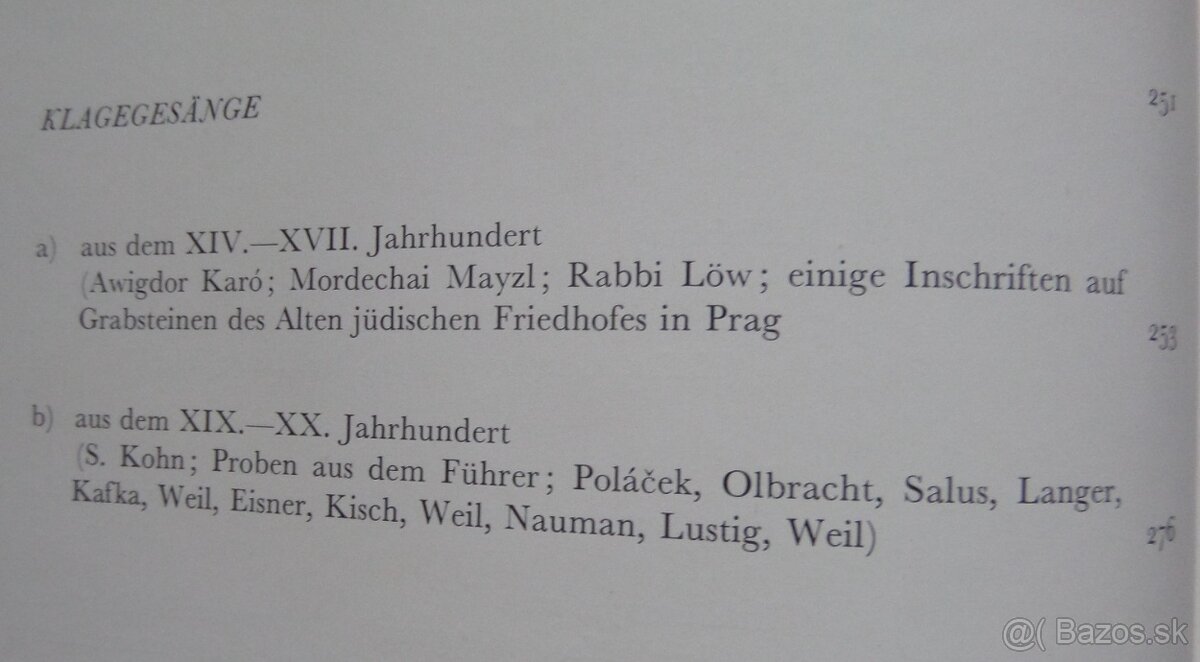 KLAGEGESÄNGE 251
a) aus dem XIV.—XVII. Jahrhundert
(Awigdor Karó; Mordechai Mayzl; Rabbi Löw; einige Inschriften auf
Grabsteinen des Alten jüdischen Friedhofes in Prag 253
b) aus dem XIX.—XX. Jahrhundert
(S. Kohn; Proben aus dem Führer; Poláček, Olbracht, Salus, Langer,
Kafka, Weil, Eisner, Kisch, Weil, Nauman, Lustig, Weil) 276
@( Bazos.sk